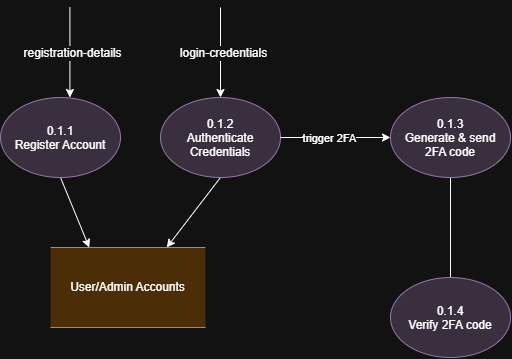 registration-details
login-credentials
0.1.1
Register Account
0.1.2
Authenticate
Credentials
trigger 2FA
0.1.3
Generate & send
2FA code
User/Admin Accounts
0.1.4
Verify 2FA code